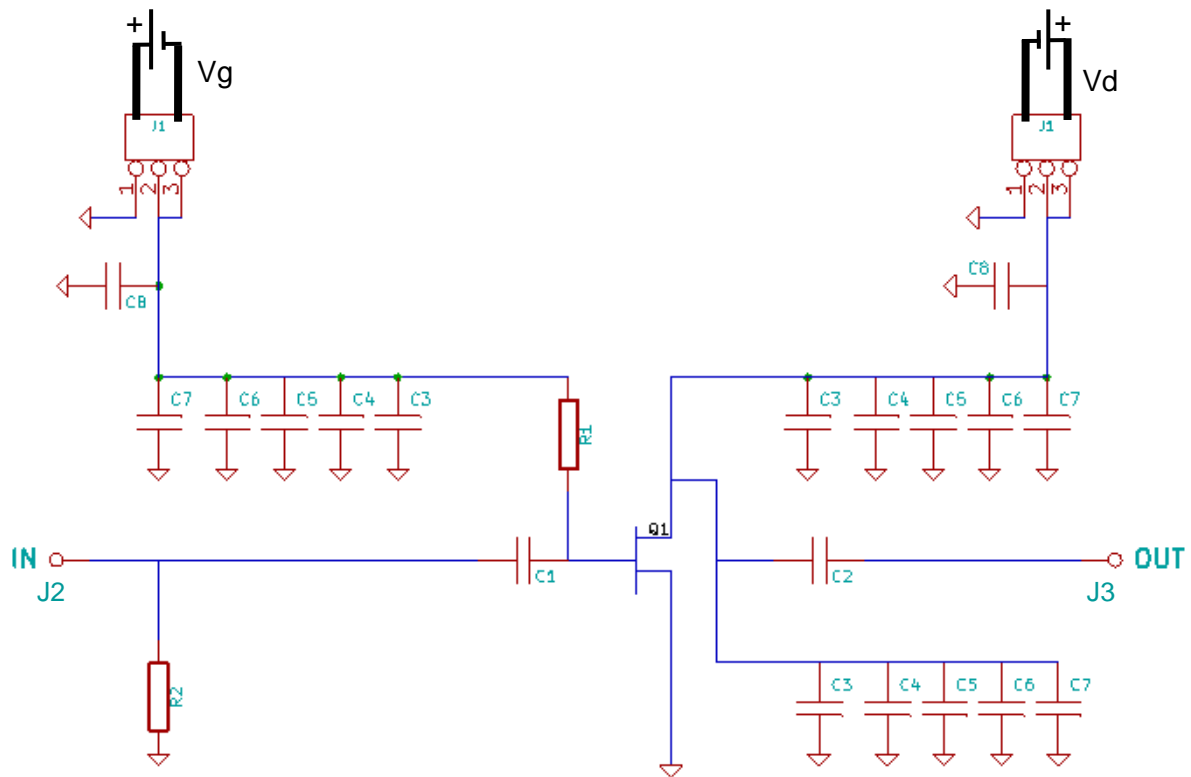 + +
Vg Vd
J1 J1
1 2 3 1 2 3
C8 C8
C7 C6 C5 C4 C3 C3 C4 C5 C6 C7
R1
Q1
IN C1 C2 OUT
J2 J3
R2 C3 C4 C5 C6 C7